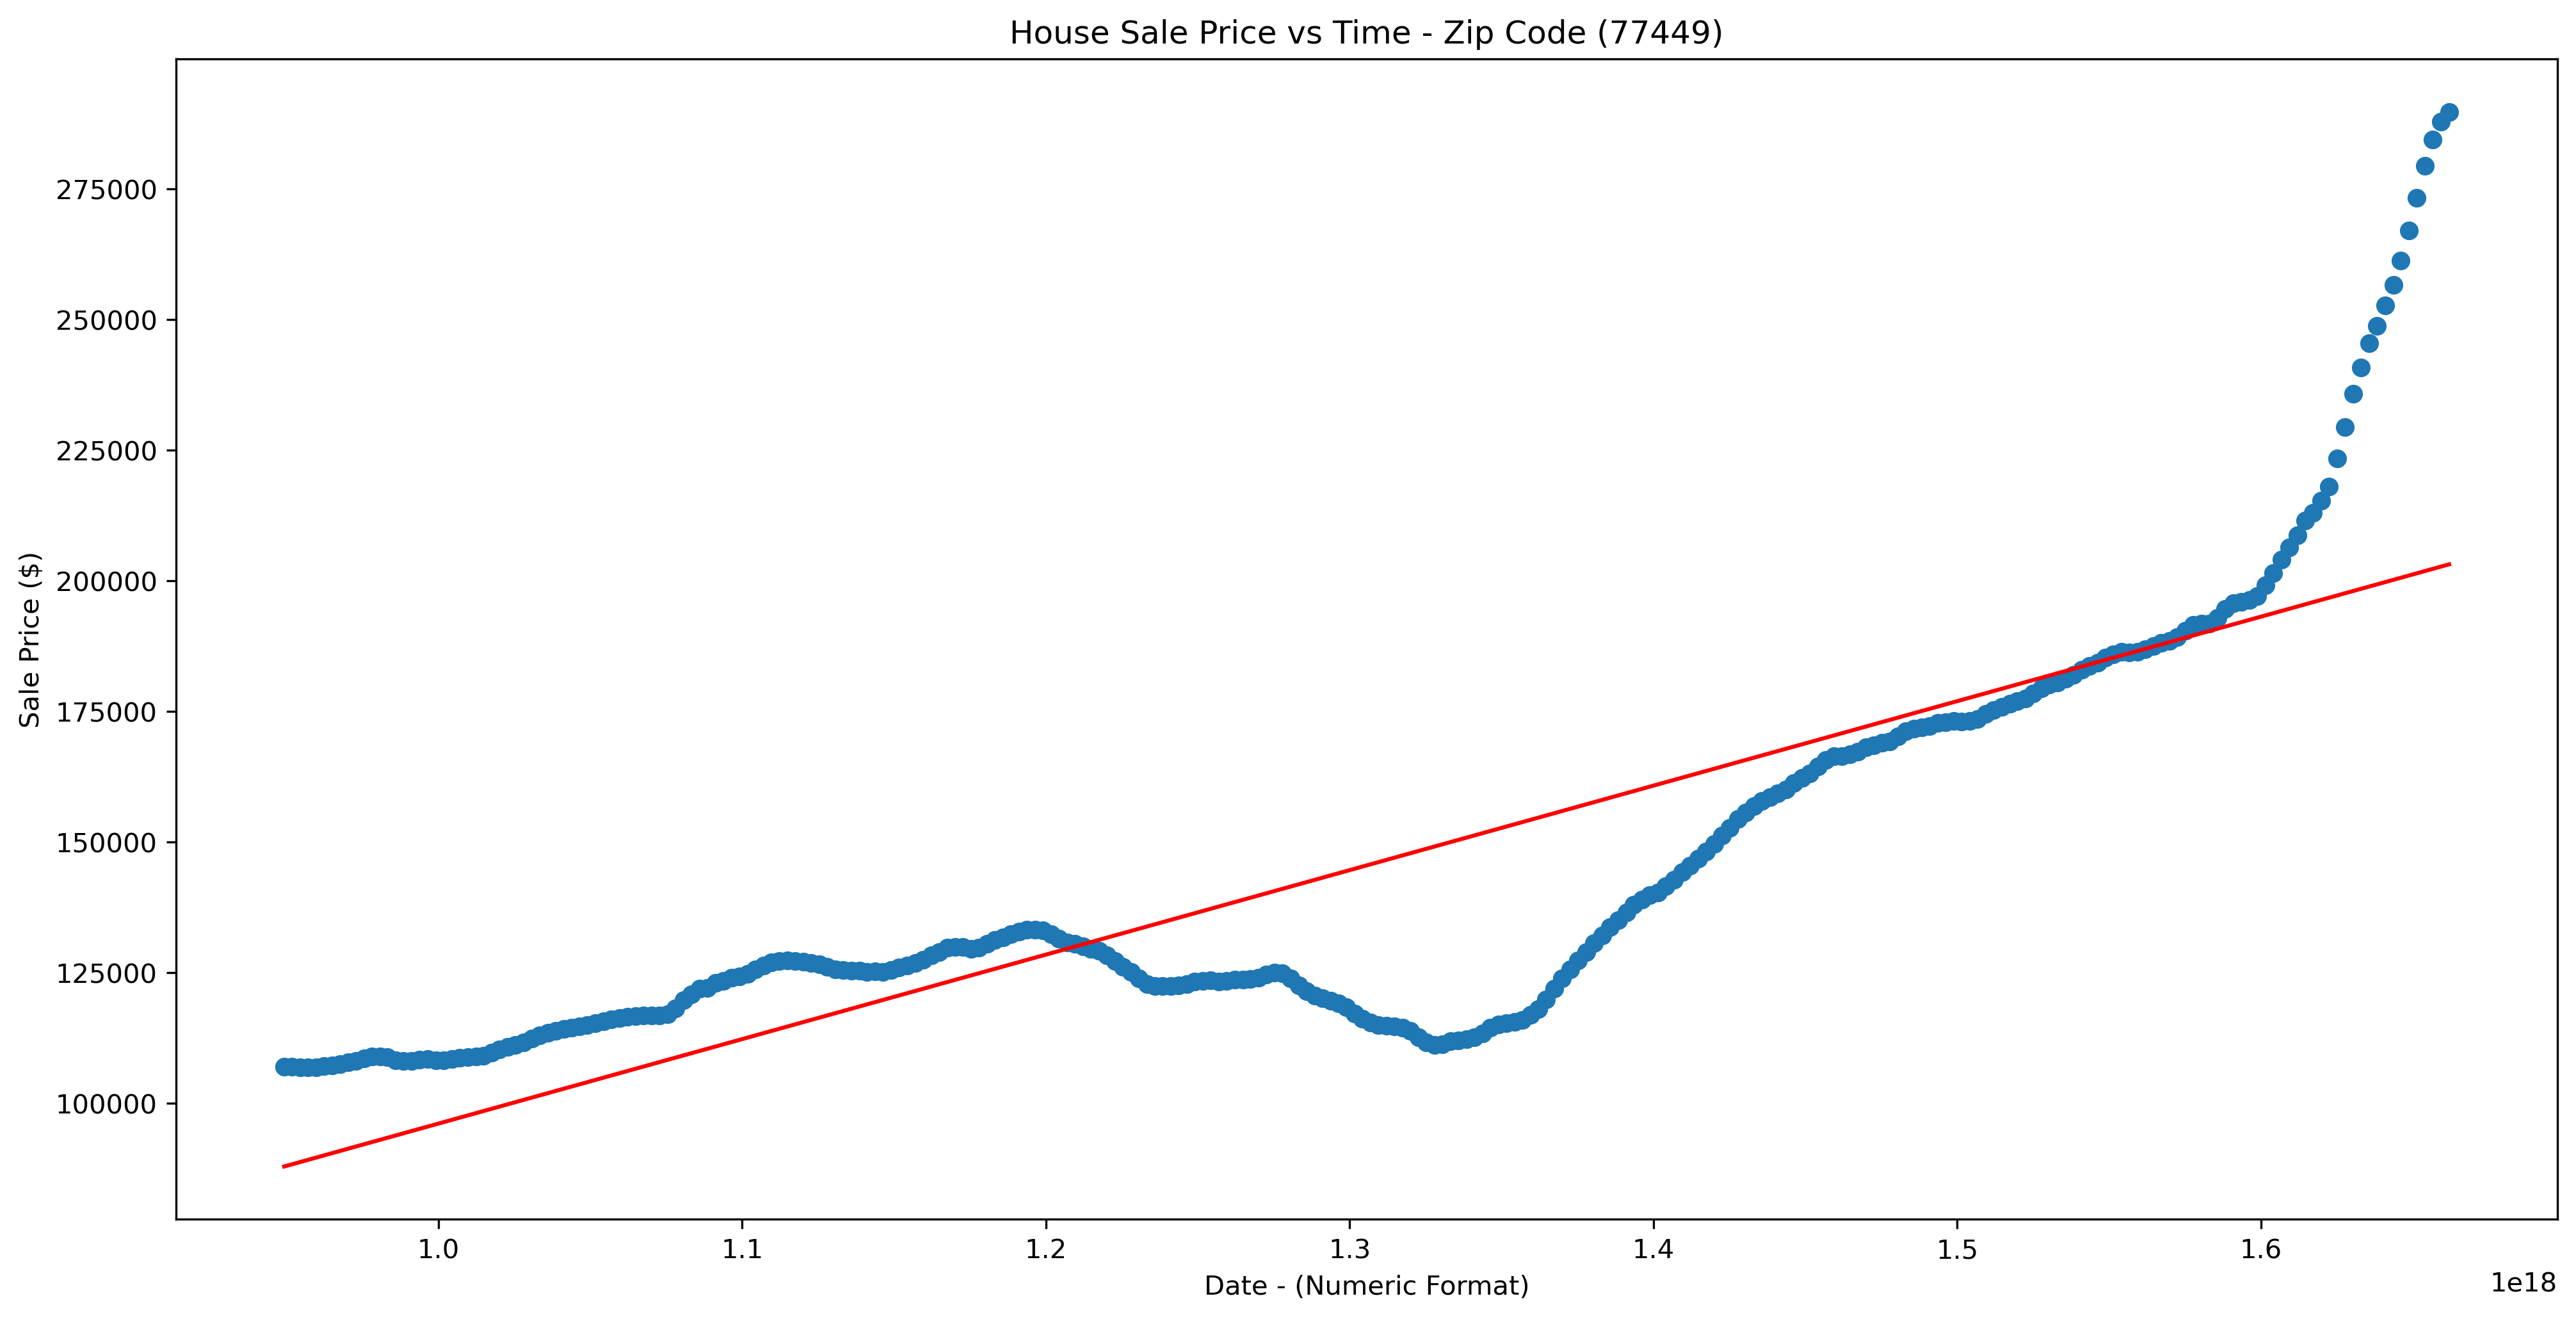 House Sale Price vs Time - Zip Code (77449)
Sale Price ($)
275000
250000
225000
200000
175000
150000
125000
100000
1.0 1.1 1.2 1.3 1.4 1.5 1.6
1e18
Date - (Numeric Format)